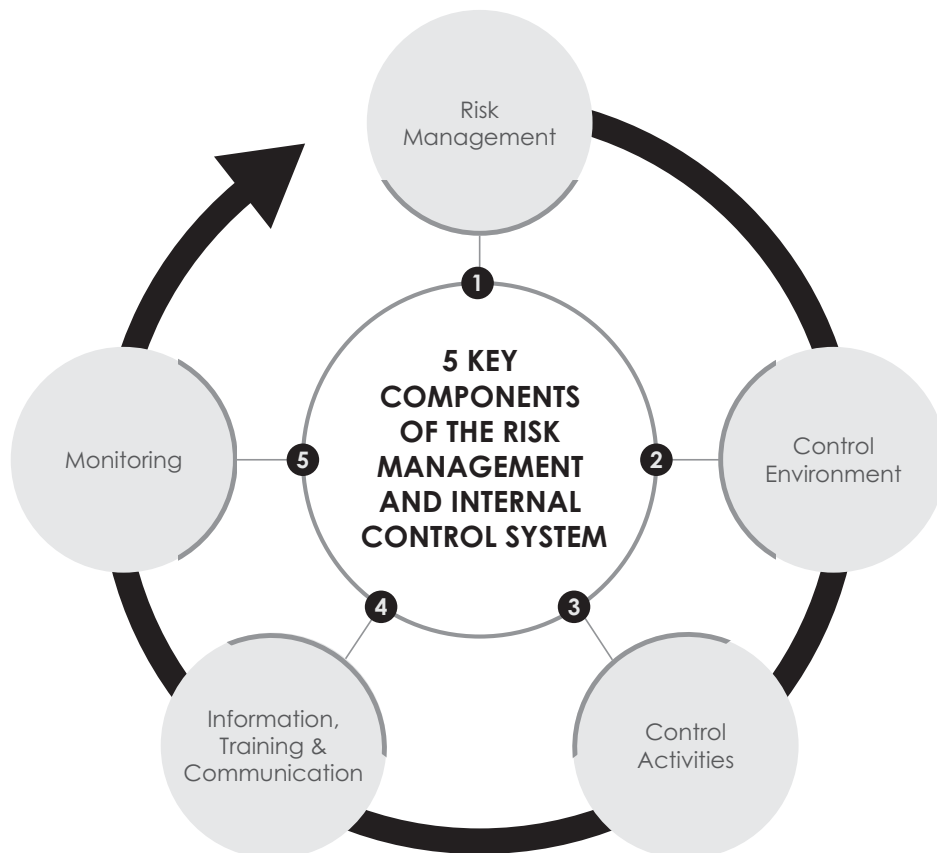 Risk
Management
1
5 KEY
COMPONENTS
OF THE RISK
MANAGEMENT
AND INTERNAL
CONTROL SYSTEM
2
Control
Environment
3
Control
Activities
4
Information,
Training &
Communication
5
Monitoring